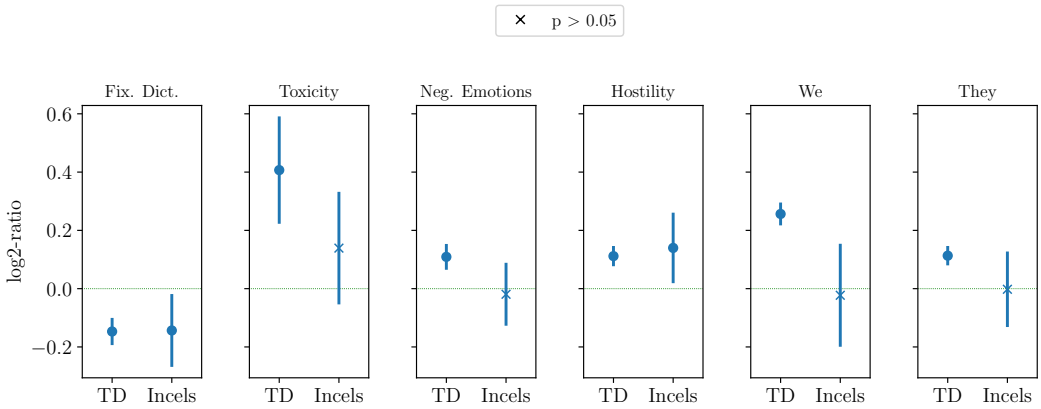 × p > 0.05
Fix. Dict. Toxicity Neg. Emotions Hostility We They
log2-ratio
0.6
0.4
0.2
0.0
−0.2
TD Incels TD Incels TD Incels TD Incels TD Incels TD Incels